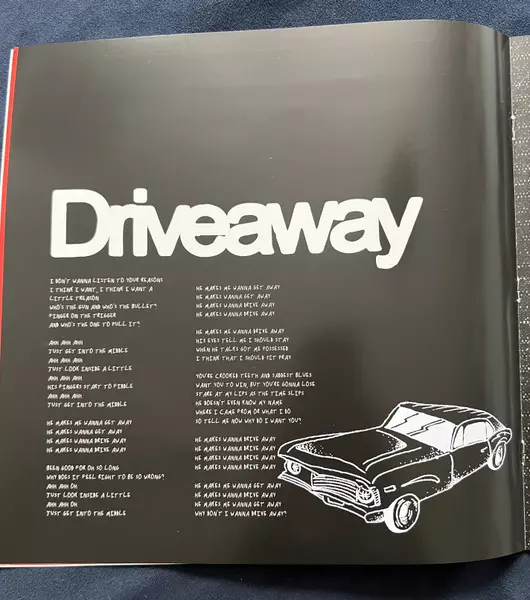 Driveaway
I DON'T WANNA LISTEN TO YOUR REASONS
I THINK I WANT, I THINK I WANT A
LITTLE TREASON
WHO'S THE GUN AND WHO'S THE BULLET?
FINGER ON THE TRIGGER
AND WHO'S THE ONE TO PULL IT?
AHH AHH AHH
JUST GET INTO THE MIDDLE
AHH AHH AHH
JUST LOOK INSIDE A LITTLE
AHH AHH AHH
HIS FINGERS START TO FIDDLE
AHH AHH AHH
JUST GET INTO THE MIDDLE
HE MAKES ME WANNA GET AWAY
HE MAKES ME WANNA GET AWAY
HE MAKES ME WANNA DRIVE AWAY
HE MAKES ME WANNA DRIVE AWAY
BEEN GOOD FOR OH SO LONG
WHY DOES IT FEEL RIGHT TO BE SO WRONG?
AHH AHH OH
JUST LOOK INSIDE A LITTLE
AHH AHH OH
JUST GET INTO THE MIDDLE
HE MAKES ME WANNA GET AWAY
HE MAKES ME WANNA GET AWAY
HE MAKES ME WANNA DRIVE AWAY
HE MAKES ME WANNA DRIVE AWAY
HE MAKES ME WANNA DRIVE AWAY
HIS EYES TELL ME I SHOULD STAY
WHEN HE TALKS GOT ME POSSESSED
I THINK THAT I SHOULD JUST PRAY
YOU'RE CROOKED TEETH AND SADDEST BLUES
WANT YOU TO WIN, BUT YOU'RE GONNA LOSE
STARE AT MY LIPS AS THE TIME SLIPS
HE DOESN'T EVEN KNOW MY NAME
WHERE I CAME FROM OR WHAT I DO
SO TELL ME NOW WHY DO I WANT YOU?
HE MAKES WANNA DRIVE AWAY
HE MAKES WANNA DRIVE AWAY
HE MAKES WANNA DRIVE AWAY
HE MAKES WANNA DRIVE AWAY
HE MAKES ME WANNA GET AWAY
HE MAKES ME WANNA DRIVE AWAY
HE MAKES ME WANNA GET AWAY
WHY DON'T I WANNA DRIVE AWAY?